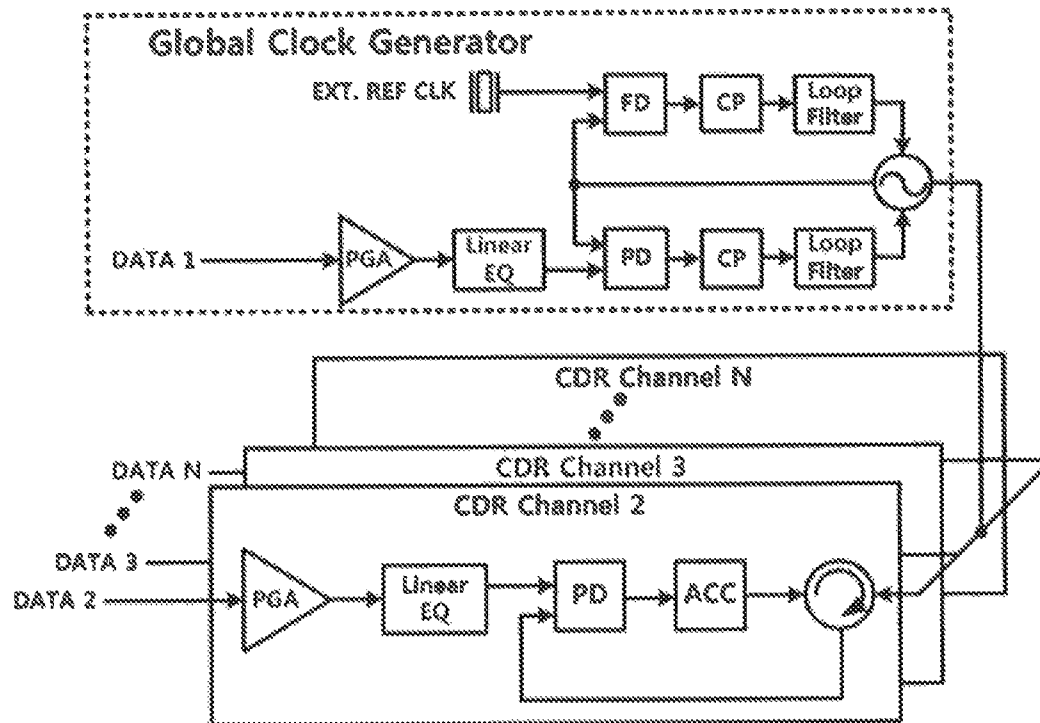 Global Clock Generator
EXT. REF CLK
FD
CP
Loop
Filter
DATA 1
PGA
Linear
EQ
PD
CP
Loop
Filter
CDR Channel N
DATA N
CDR Channel 3
CDR Channel 2
DATA 3
DATA 2
PGA
Linear
EQ
PD
ACC